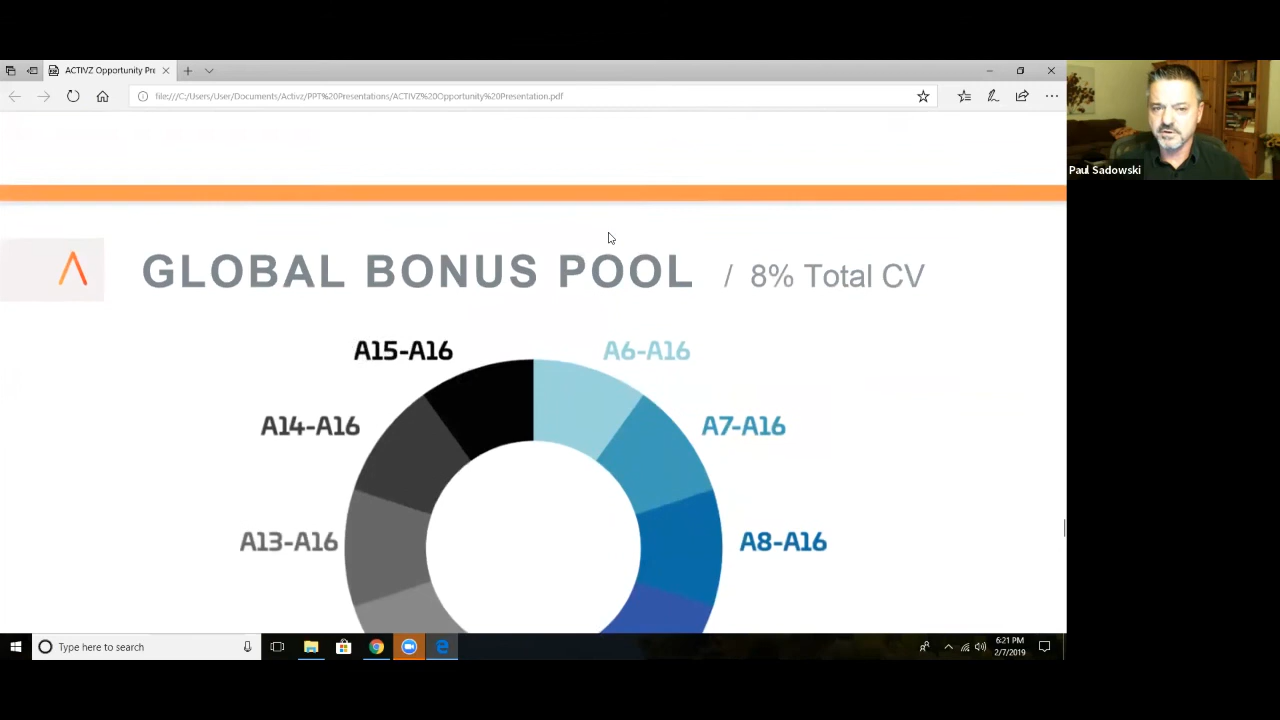 ACTIVZ Opportunity Pre
file:///C:/Users/User/Documents/Activz/PPT%20Presentations/ACTIVZ%20Opportunity%20Presentation.pdf
Paul Sadowski
GLOBAL BONUS POOL / 8% Total CV
A15-A16
A6-A16
A14-A16
A7-A16
A13-A16
A8-A16
Type here to search
6:21 PM
2/7/2019